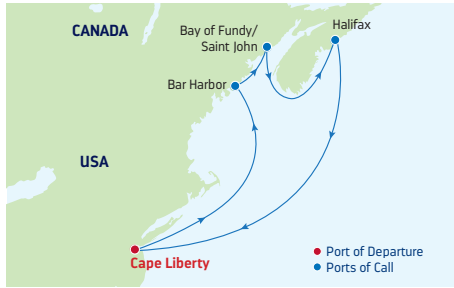 CANADA
Bay of Fundy/
Saint John
Halifax
Bar Harbor
USA
Cape Liberty
Port of Departure
Ports of Call